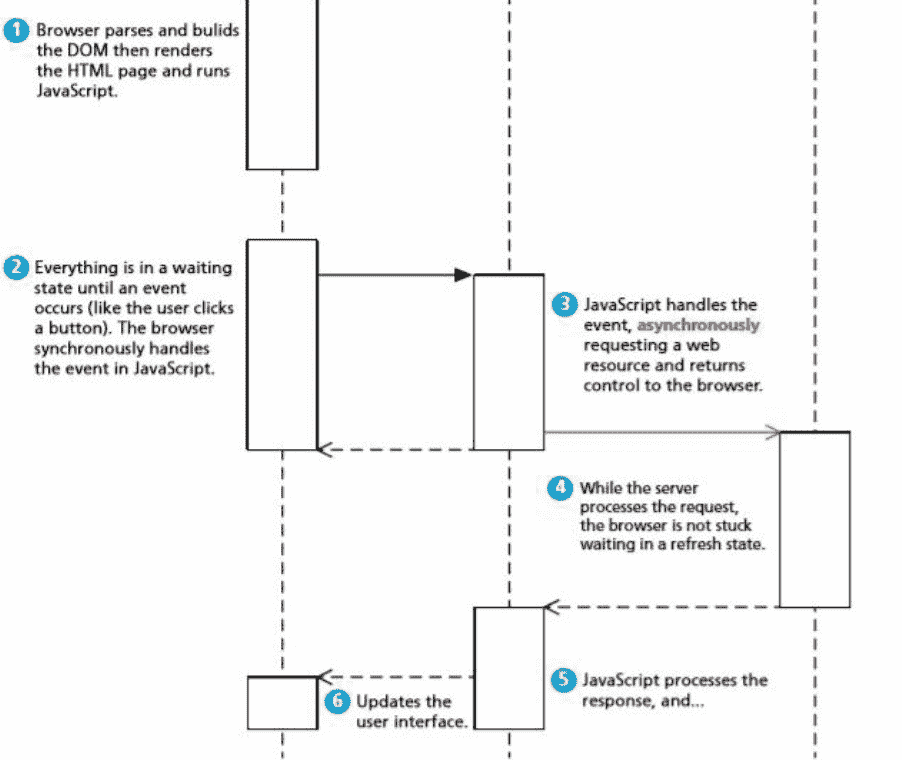 1 Browser parses and bulids
the DOM then renders
the HTML page and runs
JavaScript.
2 Everything is in a waiting
state until an event
occurs (like the user clicks
a button). The browser
synchronously handles
the event in JavaScript.
3 JavaScript handles the
event, asynchronously
requesting a web
resource and returns
control to the browser.
4 While the server
processes the request,
the browser is not stuck
waiting in a refresh state.
5 JavaScript processes the
response, and...
6 Updates the
user interface.